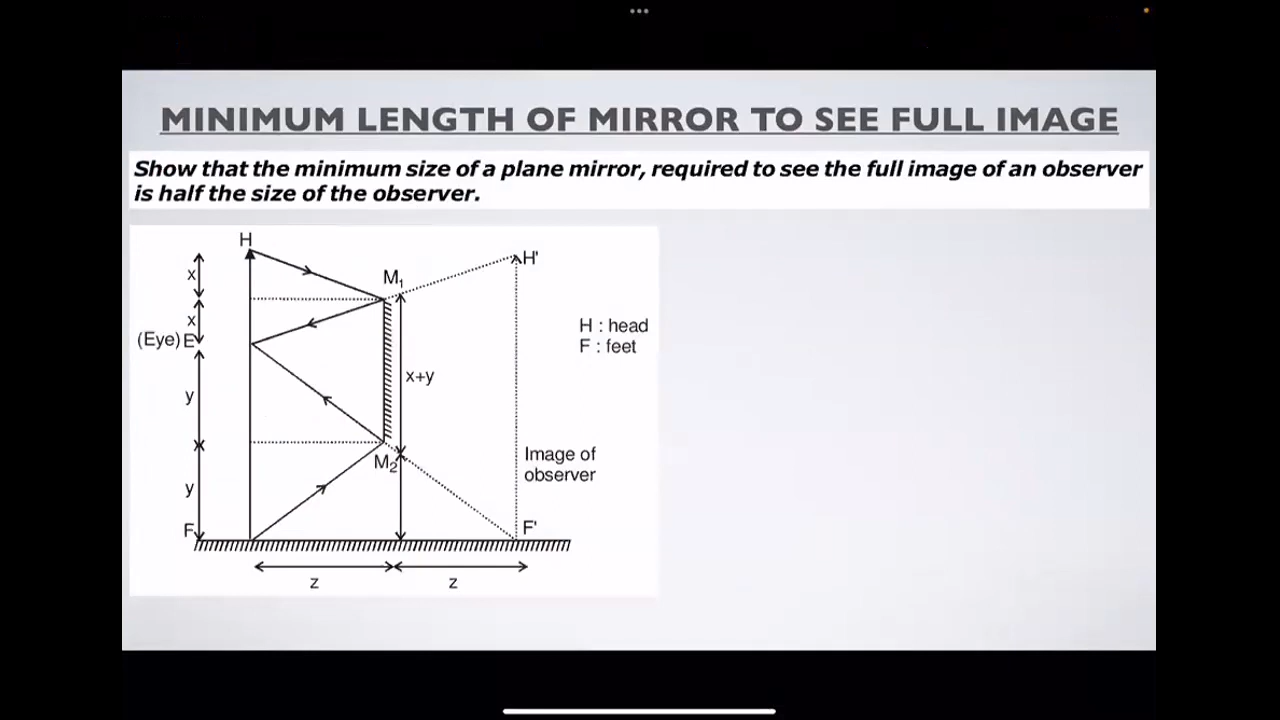 MINIMUM LENGTH OF MIRROR TO SEE FULL IMAGE
Show that the minimum size of a plane mirror, required to see the full image of an observer
is half the size of the observer.
H
H'
x
M1
x
H : head
(Eye) E
F : feet
x+y
y
Image of
M2
observer
y
F
F'
z
z